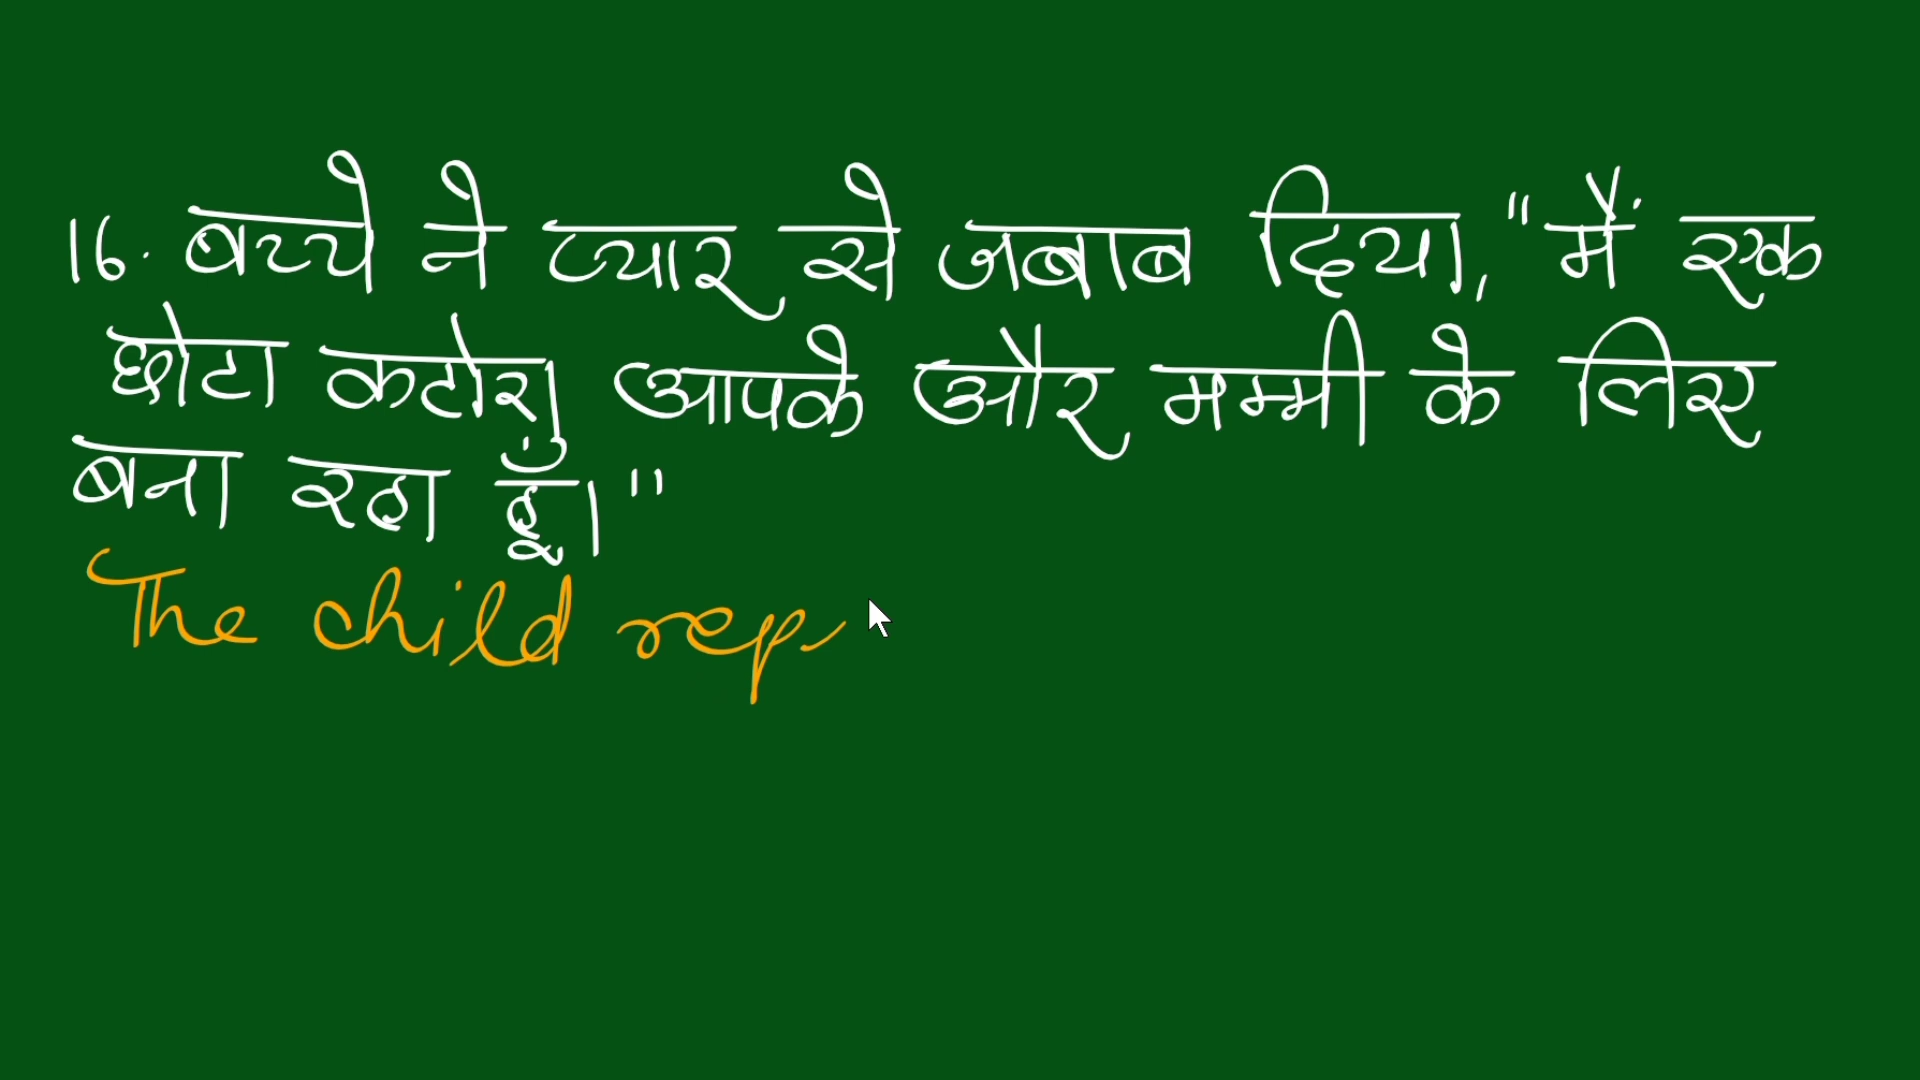 16. बच्चे ने प्यार से जबाब दिया, "मैं एक
छोटा कटोरा आपके और मम्मी के लिए
बना रहा हूँ।"
The child rep